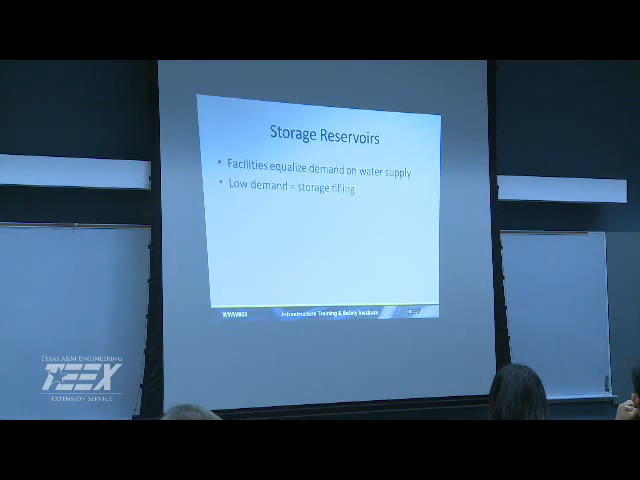 Storage Reservoirs
• Facilities equalize demand on water supply
• Low demand = storage filling
Infrastructure Training & Safety Institute
TEXAS A&M ENGINEERING
TEEX
EXTENSION SERVICE